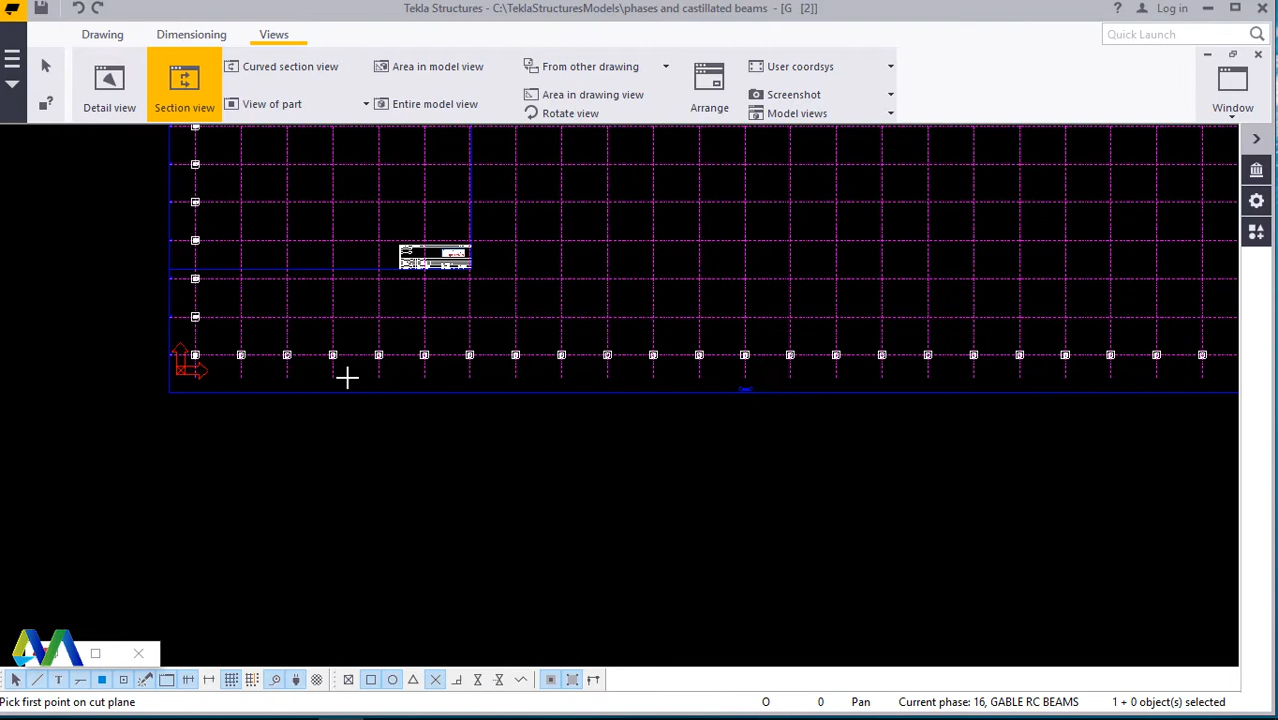 Tekla Structures - C:\TeklaStructuresModels\phases and castillated beams - [G [2]]
? Log in
Drawing Dimensioning Views
Quick Launch
Detail view
Section view
Curved section view
View of part
Area in model view
Entire model view
From other drawing
Area in drawing view
Rotate view
Arrange
User coordsys
Screenshot
Model views
Window
Pick first point on cut plane
O 0 Pan Current phase: 16, GABLE RC BEAMS 1 + 0 object(s) selected